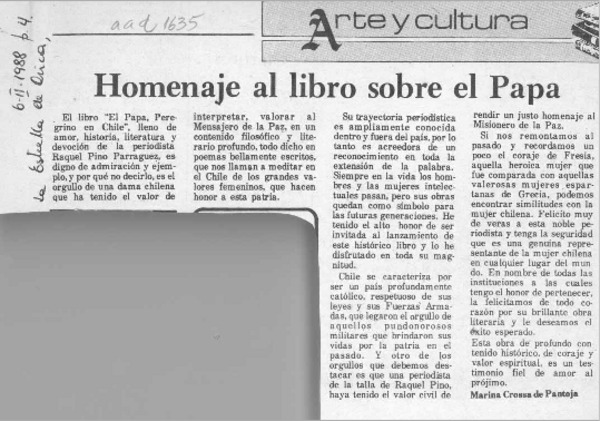 aad 1635
La Estrella de Arica, 6-II-1988 p.4.
Arte y cultura
Homenaje al libro sobre el Papa
El libro "El Papa, Pere-
grino en Chile", lleno de
amor, historia, literatura y
devoción de la periodista
Raquel Pino Parraguez, es
digno de admiración y ejem-
plo, y por qué no decirlo, es el
orgullo de una dama chilena
que ha tenido el valor de
interpretar, valorar al
Mensajero de la Paz, en un
contenido filosófico y lite-
rario profundo, todo dicho en
poemas bellamente escritos,
que nos llaman a meditar en
el Chile de los grandes va-
lores femeninos, que hacen
honor a esta patria.
Su trayectoria periodística
es ampliamente conocida
dentro y fuera del país, por lo
tanto es acreedora de un
reconocimiento en toda la
extensión de la palabra.
Siempre en la vida los hom-
bres y las mujeres intelec-
tuales pasan, pero sus obras
quedan como símbolo para
las futuras generaciones. He
tenido el alto honor de ser
invitada al lanzamiento de
este histórico libro y lo he
disfrutado en toda su mag-
nitud.
Chile se caracteriza por
ser un país profundamente
católico, respetuoso de sus
leyes y sus Fuerzas Arma-
das, que legaron el orgullo de
aquellos pundonorosos
militares que brindaron sus
vidas por la patria en el
pasado. Y otro de los
orgullos que debemos des-
tacar es que una periodista
de la talla de Raquel Pino,
haya tenido el valor civil de
rendir un justo homenaje al
Misionero de la Paz.
Si nos remontamos al
pasado y recordamos un
poco el coraje de Fresia,
aquella heroica mujer que
fue comparada con aquellas
valerosas mujeres espar-
tanas de Grecia, podemos
encontrar similitudes con la
mujer chilena. Felicito muy
de veras a esta noble pe-
riodista y tenga la seguridad
que es una genuina repre-
sentante de la mujer chilena
en cualquier lugar del mun-
do. En nombre de todas las
instituciones a las cuales
tengo el honor de pertenecer,
la felicitamos de todo co-
razón por su brillante obra
literaria y le deseamos el
éxito esperado.
Esta obra de profundo con-
tenido histórico, de coraje y
valor espiritual, es un tes-
timonio fiel de amor al
prójimo.
Marina Crossa de Pantoja